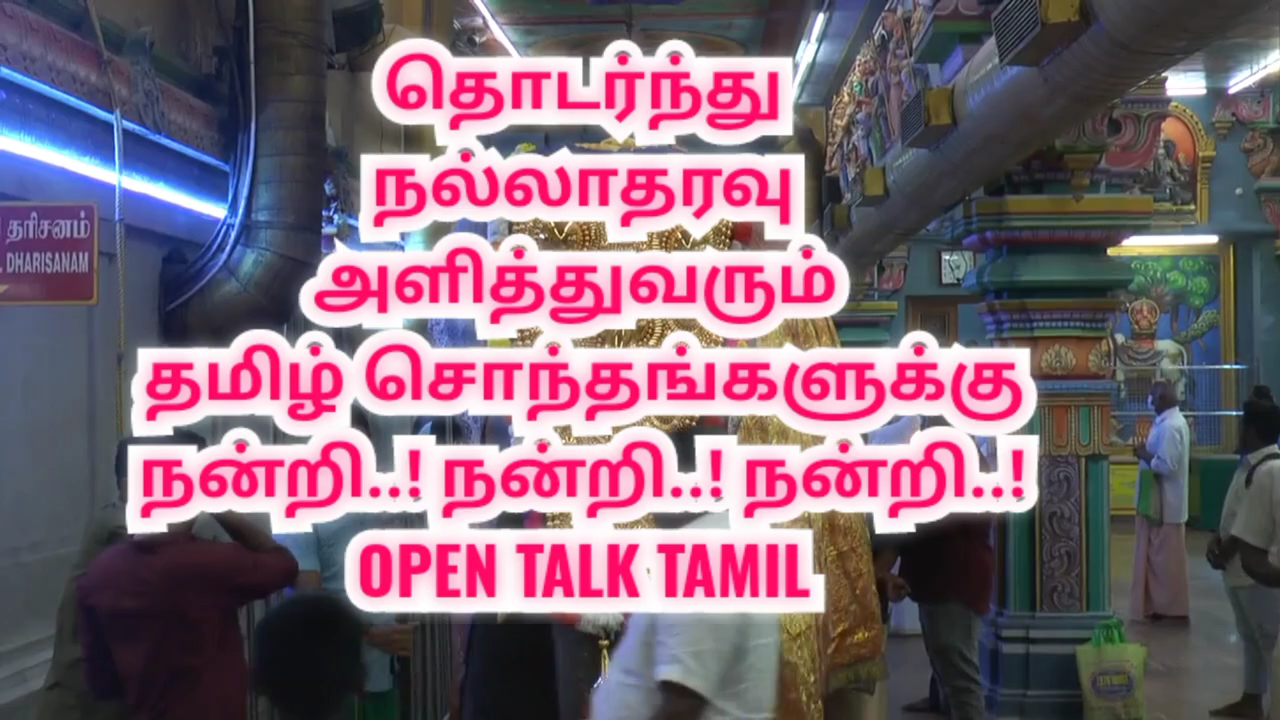 தொடர்ந்து
நல்லாதரவு
அளித்துவரும்
தமிழ் சொந்தங்களுக்கு
நன்றி..! நன்றி..! நன்றி..!
OPEN TALK TAMIL
தரிசனம்
DHARISANAM